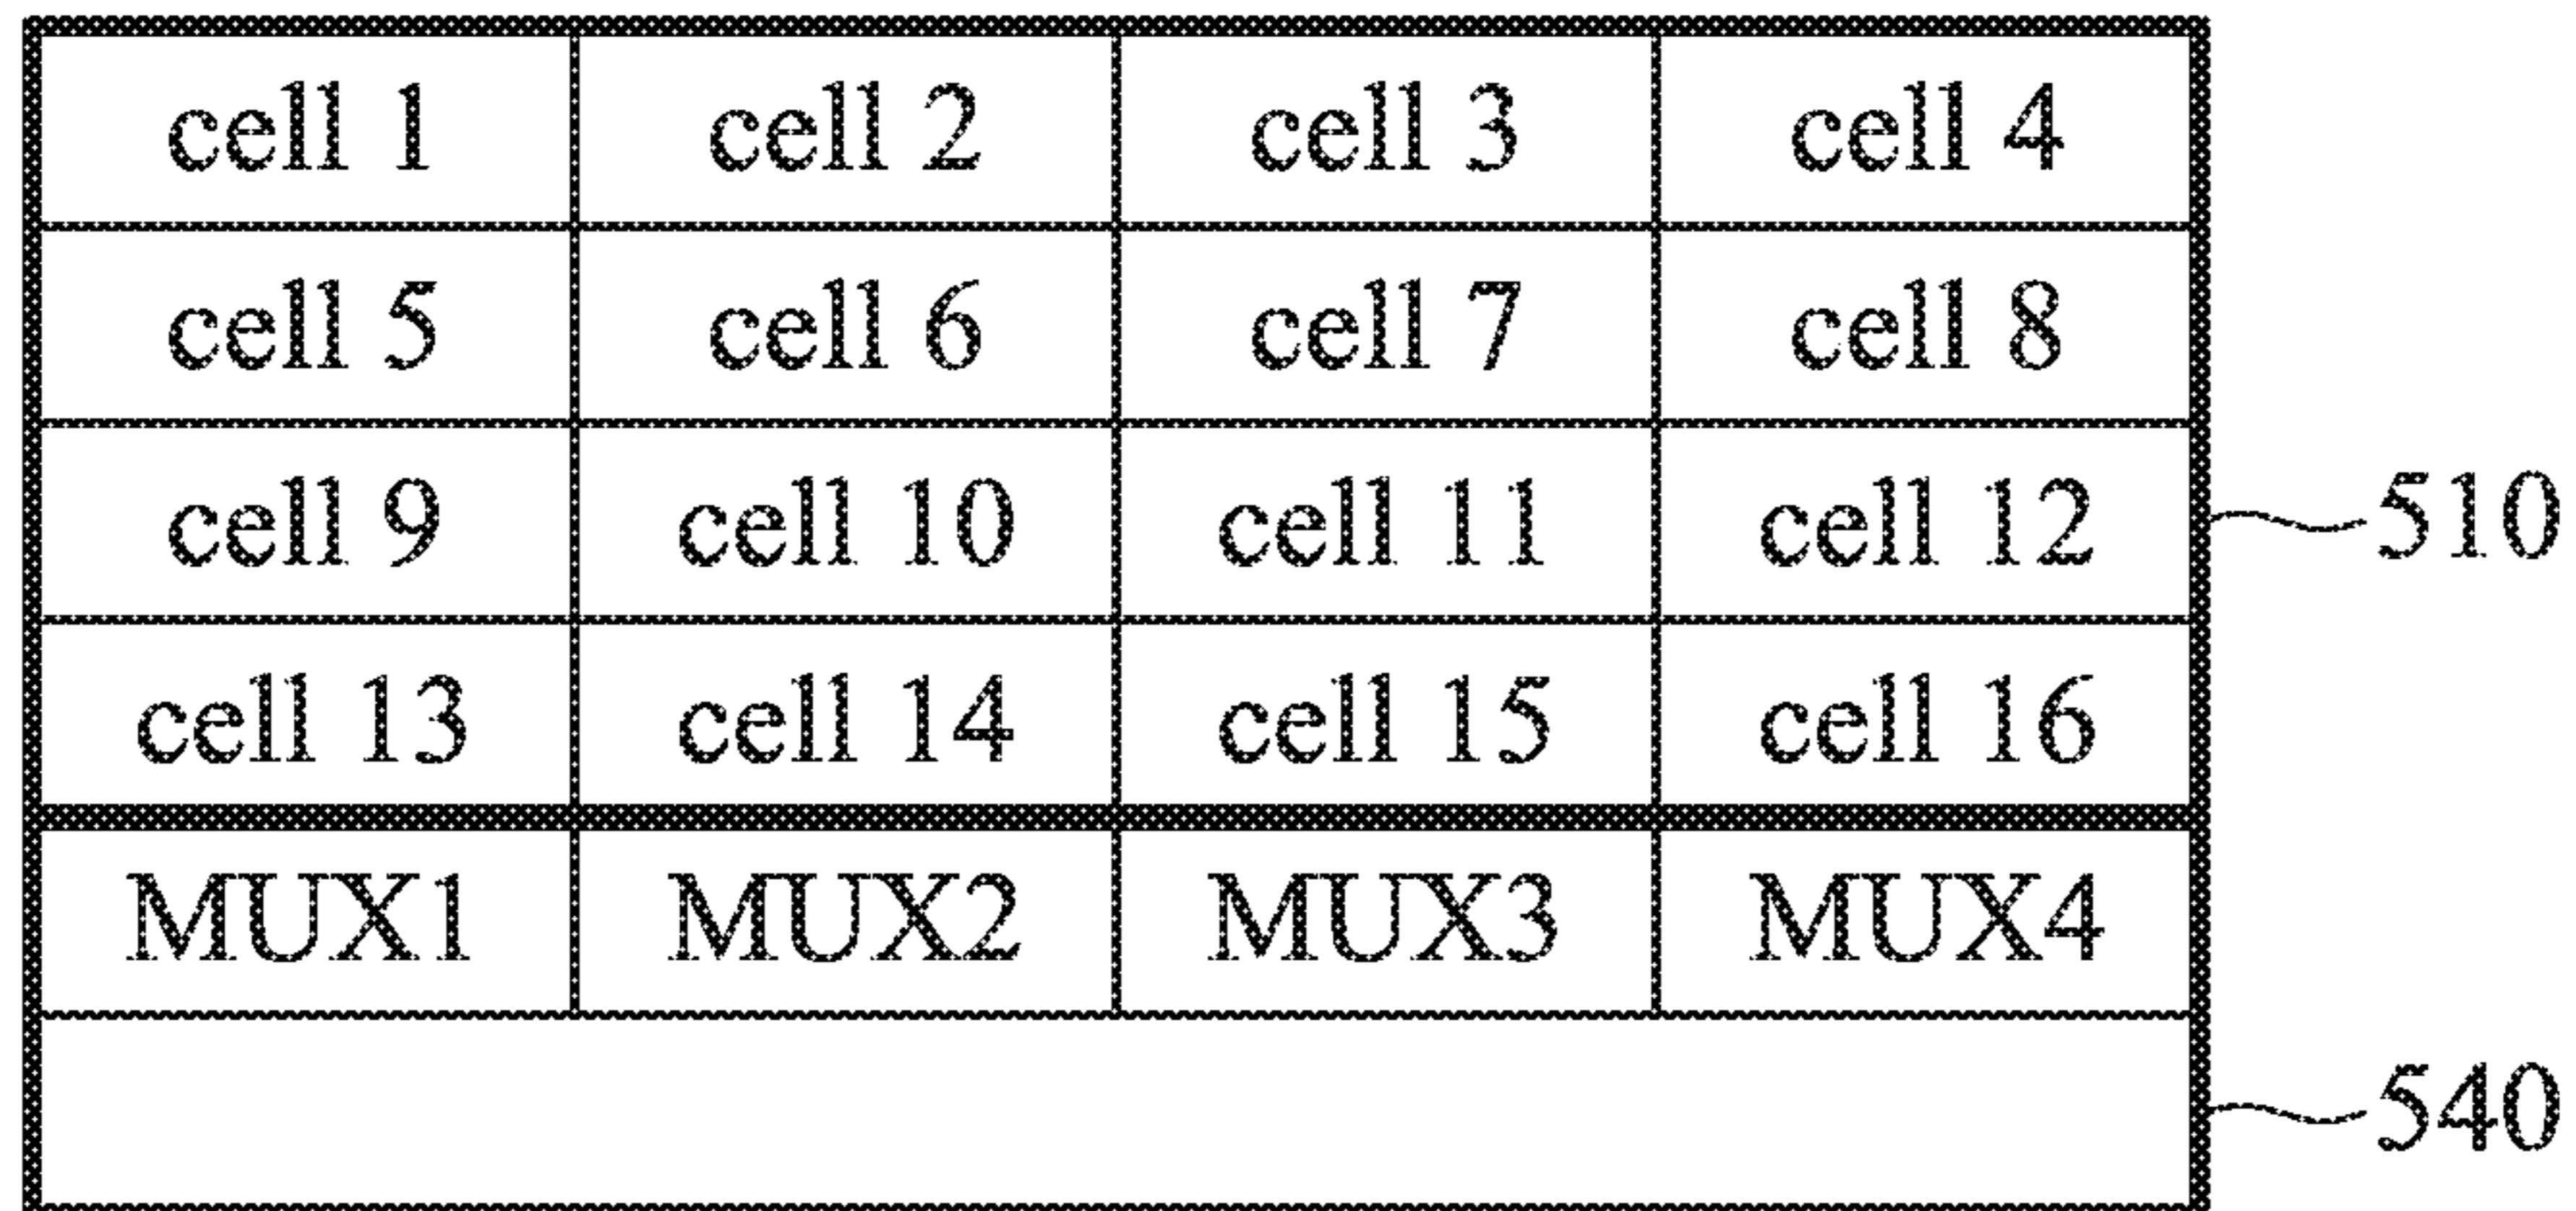 cell 1 cell 2 cell 3 cell 4
cell 5 cell 6 cell 7 cell 8
cell 9 cell 10 cell 11 cell 12 510
cell 13 cell 14 cell 15 cell 16
MUX1 MUX2 MUX3 MUX4
540